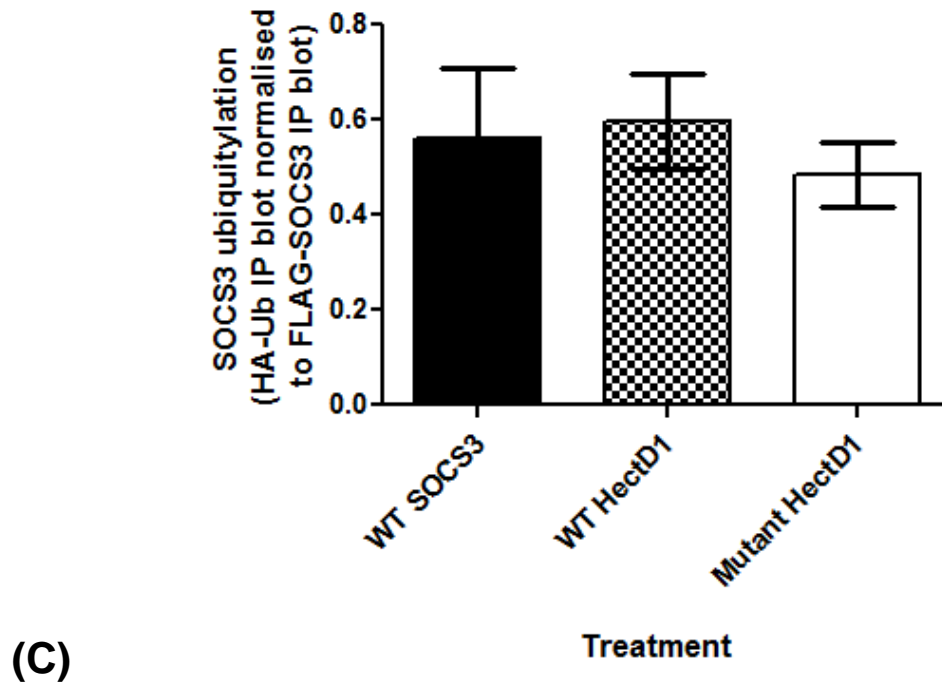 SOCS3 ubiquitylation
(HA-Ub IP blot normalised
to FLAG-SOCS3 IP blot)
0.8
0.6
0.4
0.2
0.0
WT SOCS3
WT HectD1
Mutant HectD1
Treatment
(C)